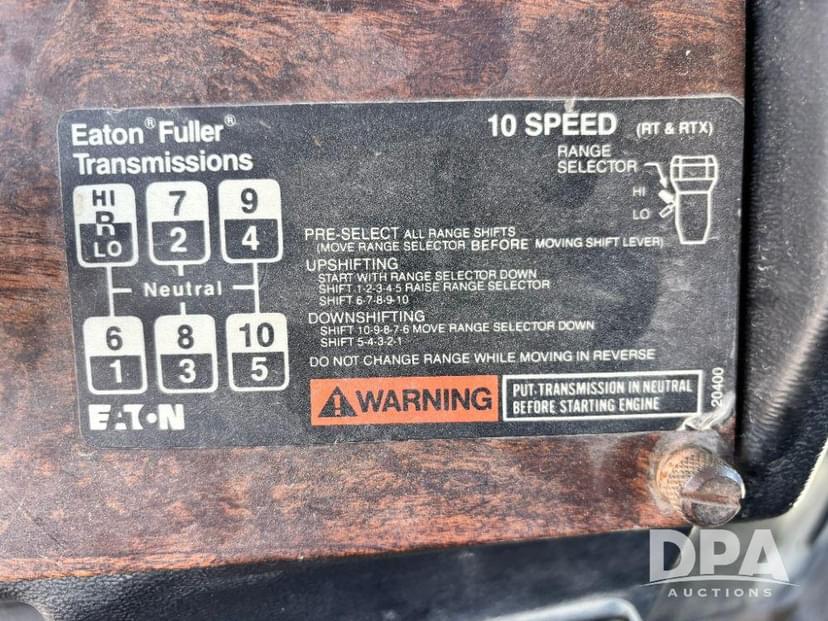 Eaton® Fuller®
Transmissions
10 SPEED (RT & RTX)
RANGE
SELECTOR
HI
LO
HI
R
LO
7
2
9
4
Neutral
6
1
8
3
10
5
PRE-SELECT ALL RANGE SHIFTS
(MOVE RANGE SELECTOR BEFORE MOVING SHIFT LEVER)
UPSHIFTING
START WITH RANGE SELECTOR DOWN
SHIFT 1-2-3-4-5 RAISE RANGE SELECTOR
SHIFT 6-7-8-9-10
DOWNSHIFTING
SHIFT 10-9-8-7-6 MOVE RANGE SELECTOR DOWN
SHIFT 5-4-3-2-1
DO NOT CHANGE RANGE WHILE MOVING IN REVERSE
EATON
WARNING
PUT TRANSMISSION IN NEUTRAL
BEFORE STARTING ENGINE
20400
DPA
AUCTIONS